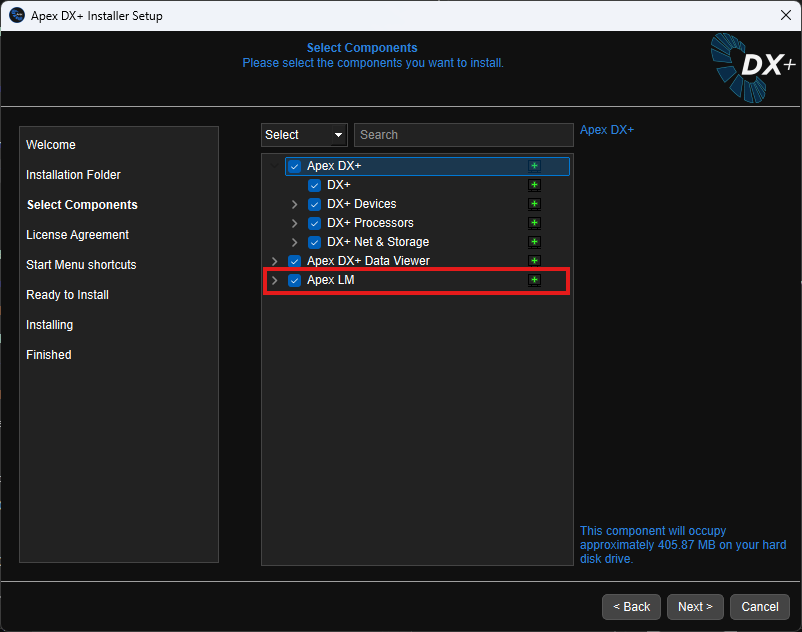 Apex DX+ Installer Setup
Select Components
Please select the components you want to install.
DX+
Welcome
Installation Folder
Select Components
License Agreement
Start Menu shortcuts
Ready to Install
Installing
Finished
Select
Search
Apex DX+
DX+
DX+ Devices
DX+ Processors
DX+ Net & Storage
Apex DX+ Data Viewer
Apex LM
Apex DX+
This component will occupy
approximately 405.87 MB on your hard
disk drive.
< Back
Next >
Cancel